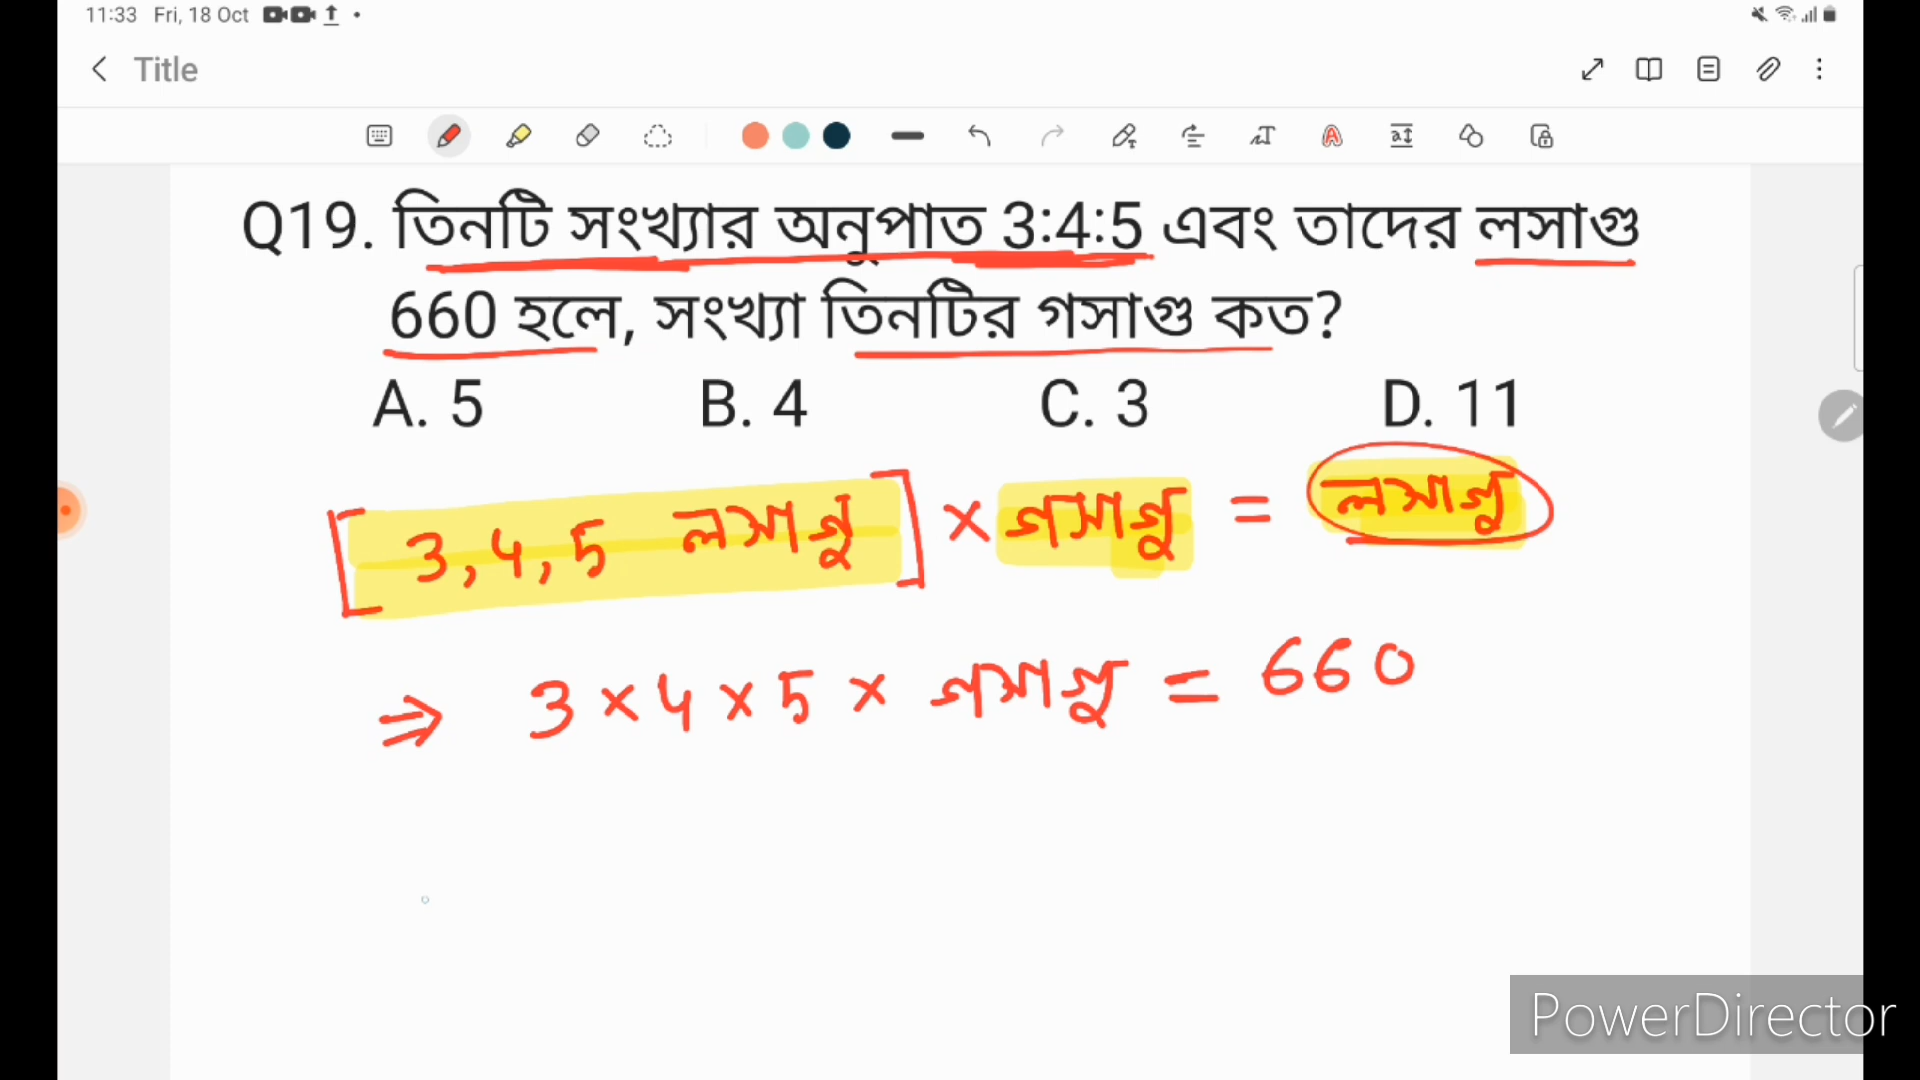 11:33 Fri, 18 Oct
Title
Q19. তিনটি সংখ্যার অনুপাত 3:4:5 এবং তাদের লসাগু
660 হলে, সংখ্যা তিনটির গসাগু কত?
A. 5 B. 4 C. 3 D. 11
[3, 4, 5 লসাগু] × গসাগু = লসাগু
⇒ 3 × 4 × 5 × গসাগু = 660
PowerDirector